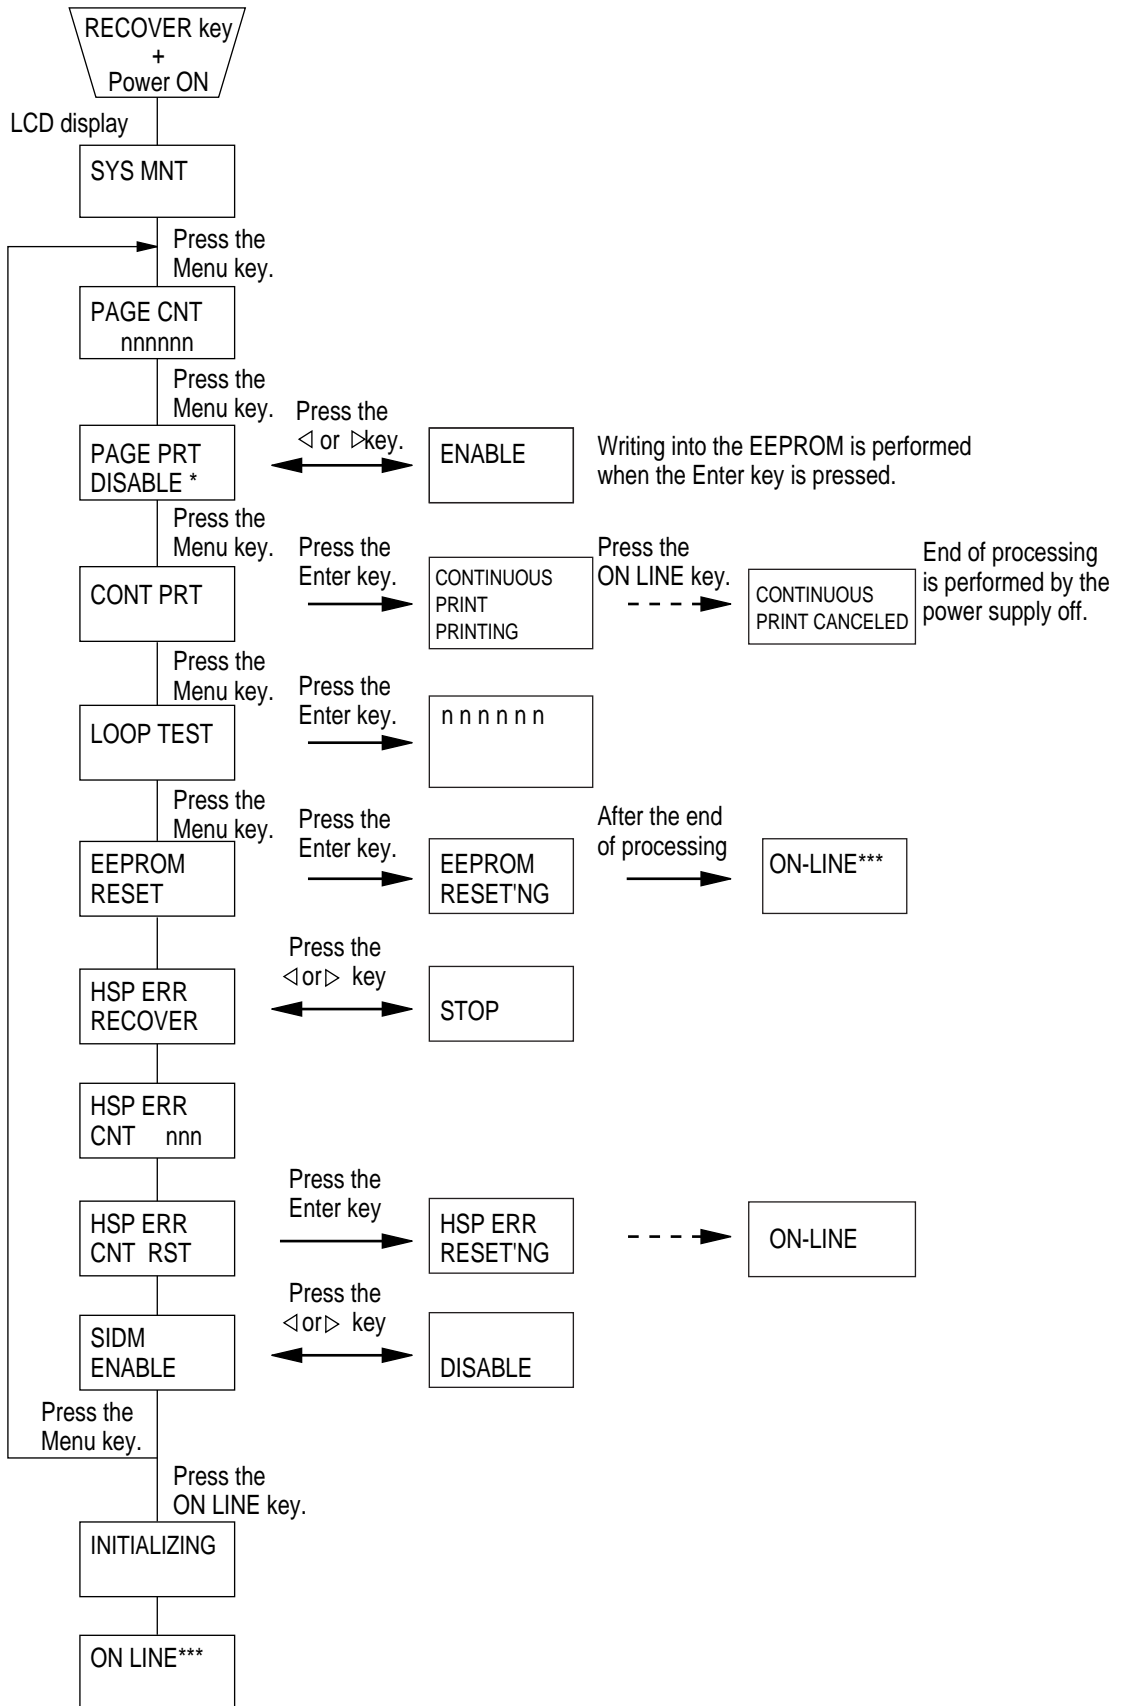 RECOVER key
+
Power ON
LCD display
SYS MNT
Press the
Menu key.
PAGE CNT
nnnnnn
Press the
Menu key.
PAGE PRT
DISABLE *
Press the
◁ or ▷key.
ENABLE
Writing into the EEPROM is performed
when the Enter key is pressed.
Press the
Menu key.
CONT PRT
Press the
Enter key.
CONTINUOUS
PRINT
PRINTING
Press the
ON LINE key.
CONTINUOUS
PRINT CANCELED
End of processing
is performed by the
power supply off.
Press the
Menu key.
LOOP TEST
Press the
Enter key.
n n n n n n
Press the
Menu key.
EEPROM
RESET
Press the
Enter key.
EEPROM
RESET'NG
After the end
of processing
ON-LINE***
HSP ERR
RECOVER
Press the
◁or▷ key
STOP
HSP ERR
CNT nnn
HSP ERR
CNT RST
Press the
Enter key
HSP ERR
RESET'NG
ON-LINE
SIDM
ENABLE
Press the
◁or▷ key
DISABLE
Press the
Menu key.
Press the
ON LINE key.
INITIALIZING
ON LINE***